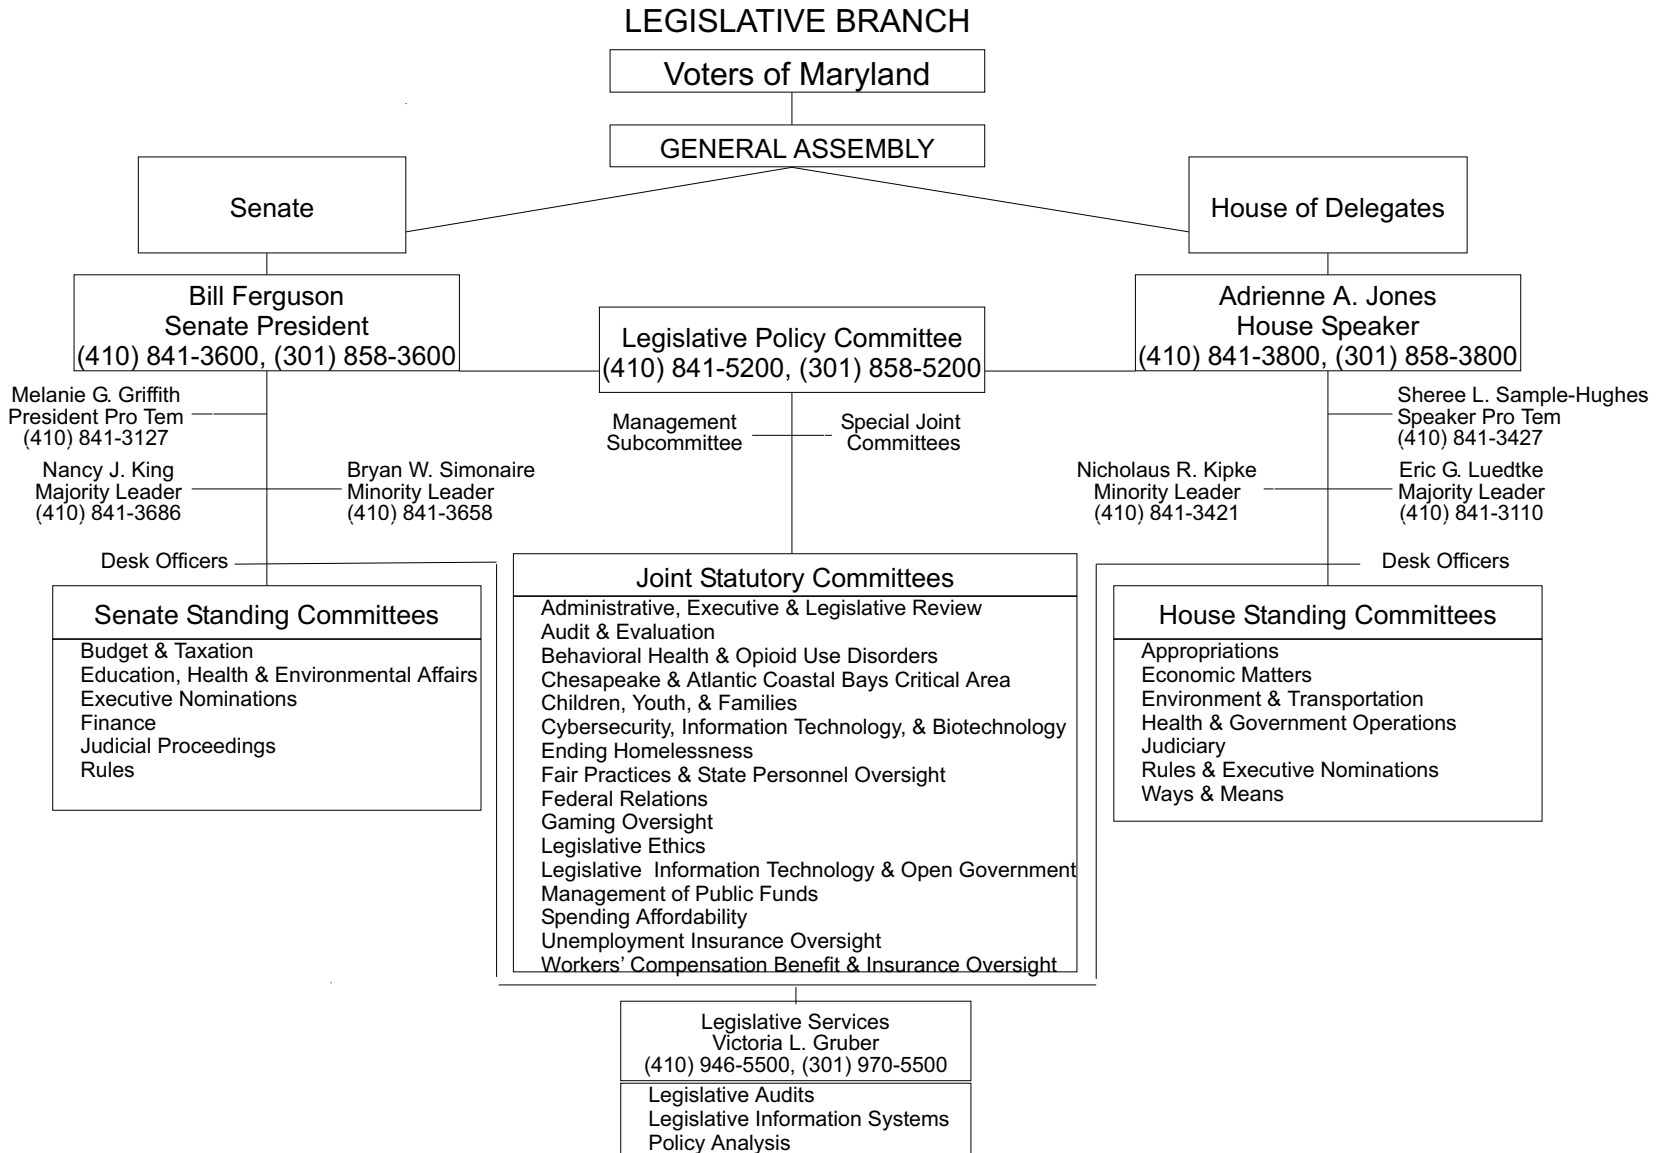 LEGISLATIVE BRANCH
Voters of Maryland
GENERAL ASSEMBLY
Senate
House of Delegates
Bill Ferguson
Senate President
(410) 841-3600, (301) 858-3600
Legislative Policy Committee
(410) 841-5200, (301) 858-5200
Adrienne A. Jones
House Speaker
(410) 841-3800, (301) 858-3800
Melanie G. Griffith
President Pro Tem
(410) 841-3127
Nancy J. King
Majority Leader
(410) 841-3686
Bryan W. Simonaire
Minority Leader
(410) 841-3658
Management
Subcommittee
Special Joint
Committees
Sheree L. Sample-Hughes
Speaker Pro Tem
(410) 841-3427
Nicholaus R. Kipke
Minority Leader
(410) 841-3421
Eric G. Luedtke
Majority Leader
(410) 841-3110
Desk Officers
Desk Officers
Senate Standing Committees
Budget & Taxation
Education, Health & Environmental Affairs
Executive Nominations
Finance
Judicial Proceedings
Rules
Joint Statutory Committees
Administrative, Executive & Legislative Review
Audit & Evaluation
Behavioral Health & Opioid Use Disorders
Chesapeake & Atlantic Coastal Bays Critical Area
Children, Youth, & Families
Cybersecurity, Information Technology, & Biotechnology
Ending Homelessness
Fair Practices & State Personnel Oversight
Federal Relations
Gaming Oversight
Legislative Ethics
Legislative Information Technology & Open Government
Management of Public Funds
Spending Affordability
Unemployment Insurance Oversight
Workers' Compensation Benefit & Insurance Oversight
House Standing Committees
Appropriations
Economic Matters
Environment & Transportation
Health & Government Operations
Judiciary
Rules & Executive Nominations
Ways & Means
Legislative Services
Victoria L. Gruber
(410) 946-5500, (301) 970-5500
Legislative Audits
Legislative Information Systems
Policy Analysis